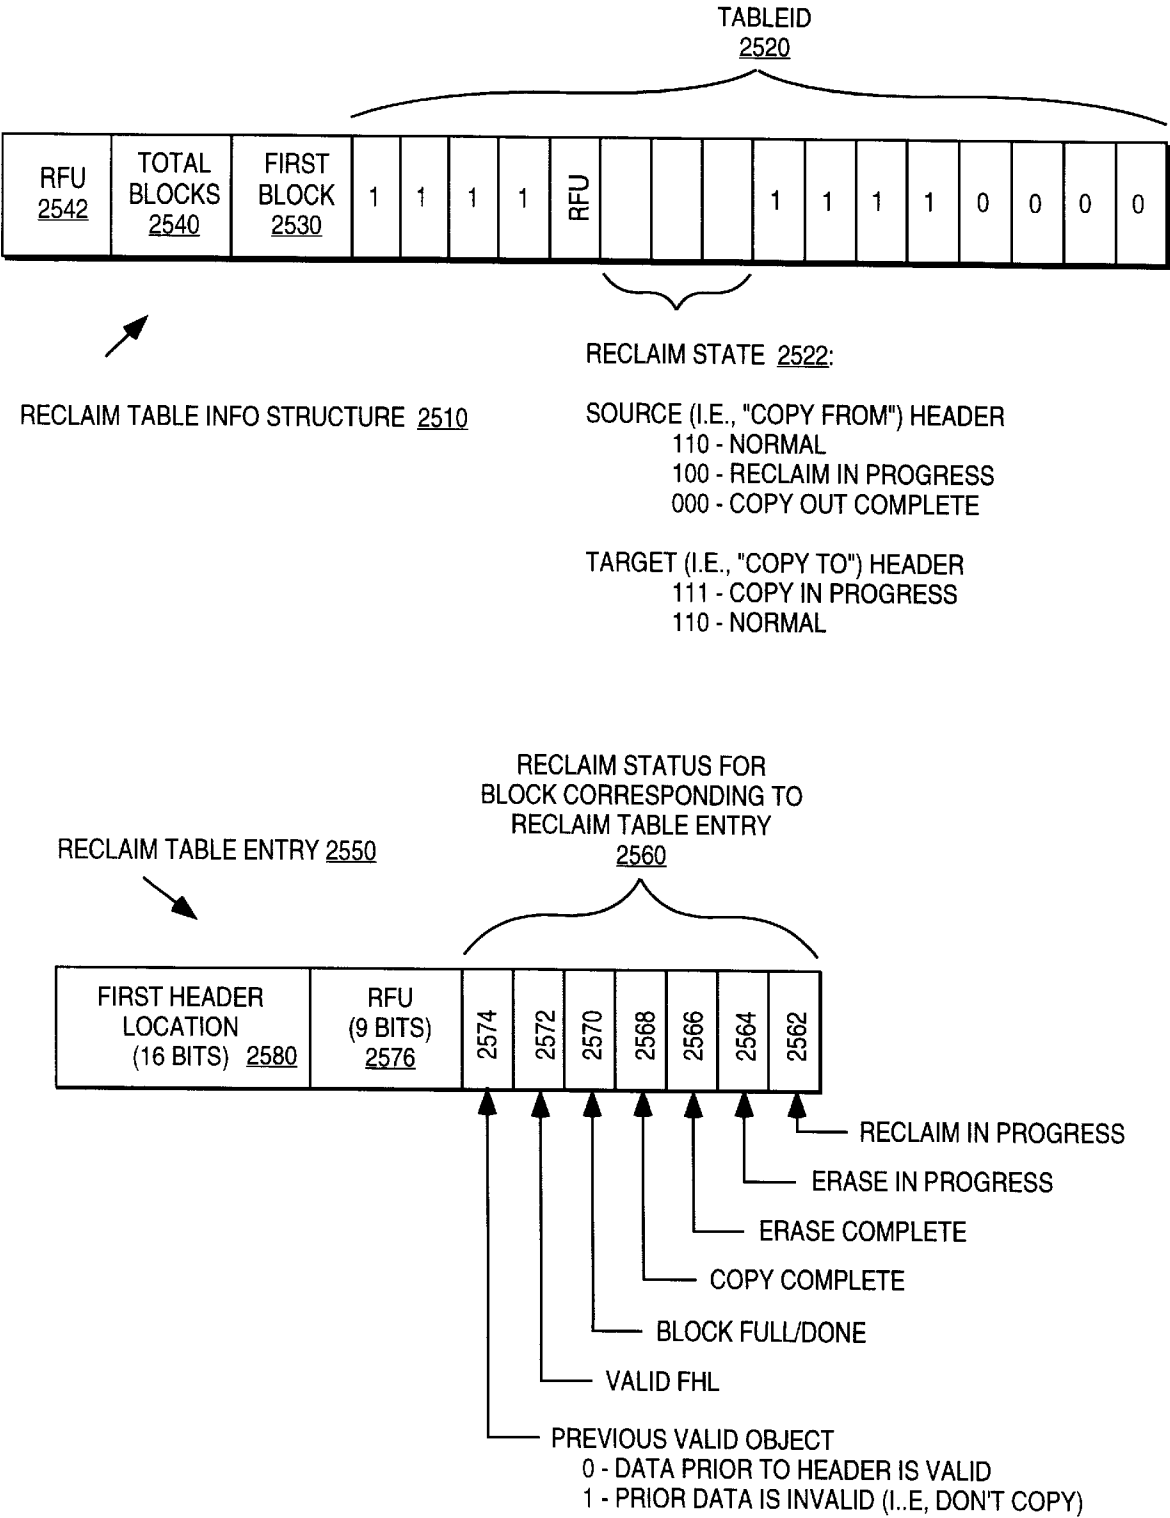 TABLEID
2520
RFU
2542
TOTAL
BLOCKS
2540
FIRST
BLOCK
2530
1 1 1 1 RFU 1 1 1 1 0 0 0 0
RECLAIM STATE 2522:
RECLAIM TABLE INFO STRUCTURE 2510
SOURCE (I.E., "COPY FROM") HEADER
110 - NORMAL
100 - RECLAIM IN PROGRESS
000 - COPY OUT COMPLETE
TARGET (I.E., "COPY TO") HEADER
111 - COPY IN PROGRESS
110 - NORMAL
RECLAIM STATUS FOR
BLOCK CORRESPONDING TO
RECLAIM TABLE ENTRY
2560
RECLAIM TABLE ENTRY 2550
FIRST HEADER
LOCATION
(16 BITS) 2580
RFU
(9 BITS)
2576
2574 2572 2570 2568 2566 2564 2562
RECLAIM IN PROGRESS
ERASE IN PROGRESS
ERASE COMPLETE
COPY COMPLETE
BLOCK FULL/DONE
VALID FHL
PREVIOUS VALID OBJECT
0 - DATA PRIOR TO HEADER IS VALID
1 - PRIOR DATA IS INVALID (I..E, DON'T COPY)